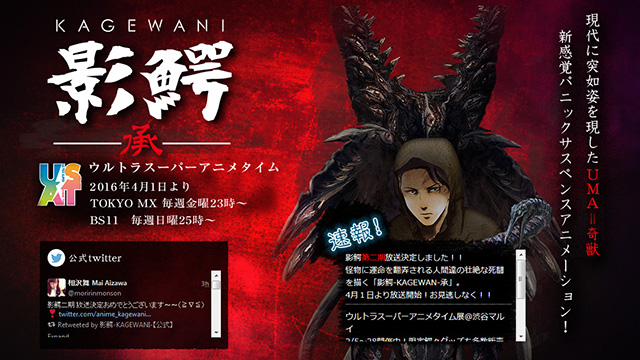 KAGEWANI
影鰐
承
現代に突如姿を現したUMA=奇獣
新感覚パニックサスペンスアニメーション!
USAT
ウルトラスーパーアニメタイム
2016年4月1日より
TOKYO MX 毎週金曜23時〜
BS11 毎週日曜25時〜
公式twitter
相沢舞 Mai Aizawa
@moririnmonson
影鰐二期 放送決定おめでとうございます〜〜(≧∇≦)
twitter.com/anime_kagewani...
Retweeted by 影鰐-KAGEWANI-【公式】
Expand
速報!
影鰐第二期放送決定しました!!
怪物に運命を翻弄される人間達の壮絶な死闘
を描く「影鰐-KAGEWAN-承」。
4月1日より放送開始!お見逃しなく!!
ウルトラスーパーアニメタイム展@渋谷マル
イ